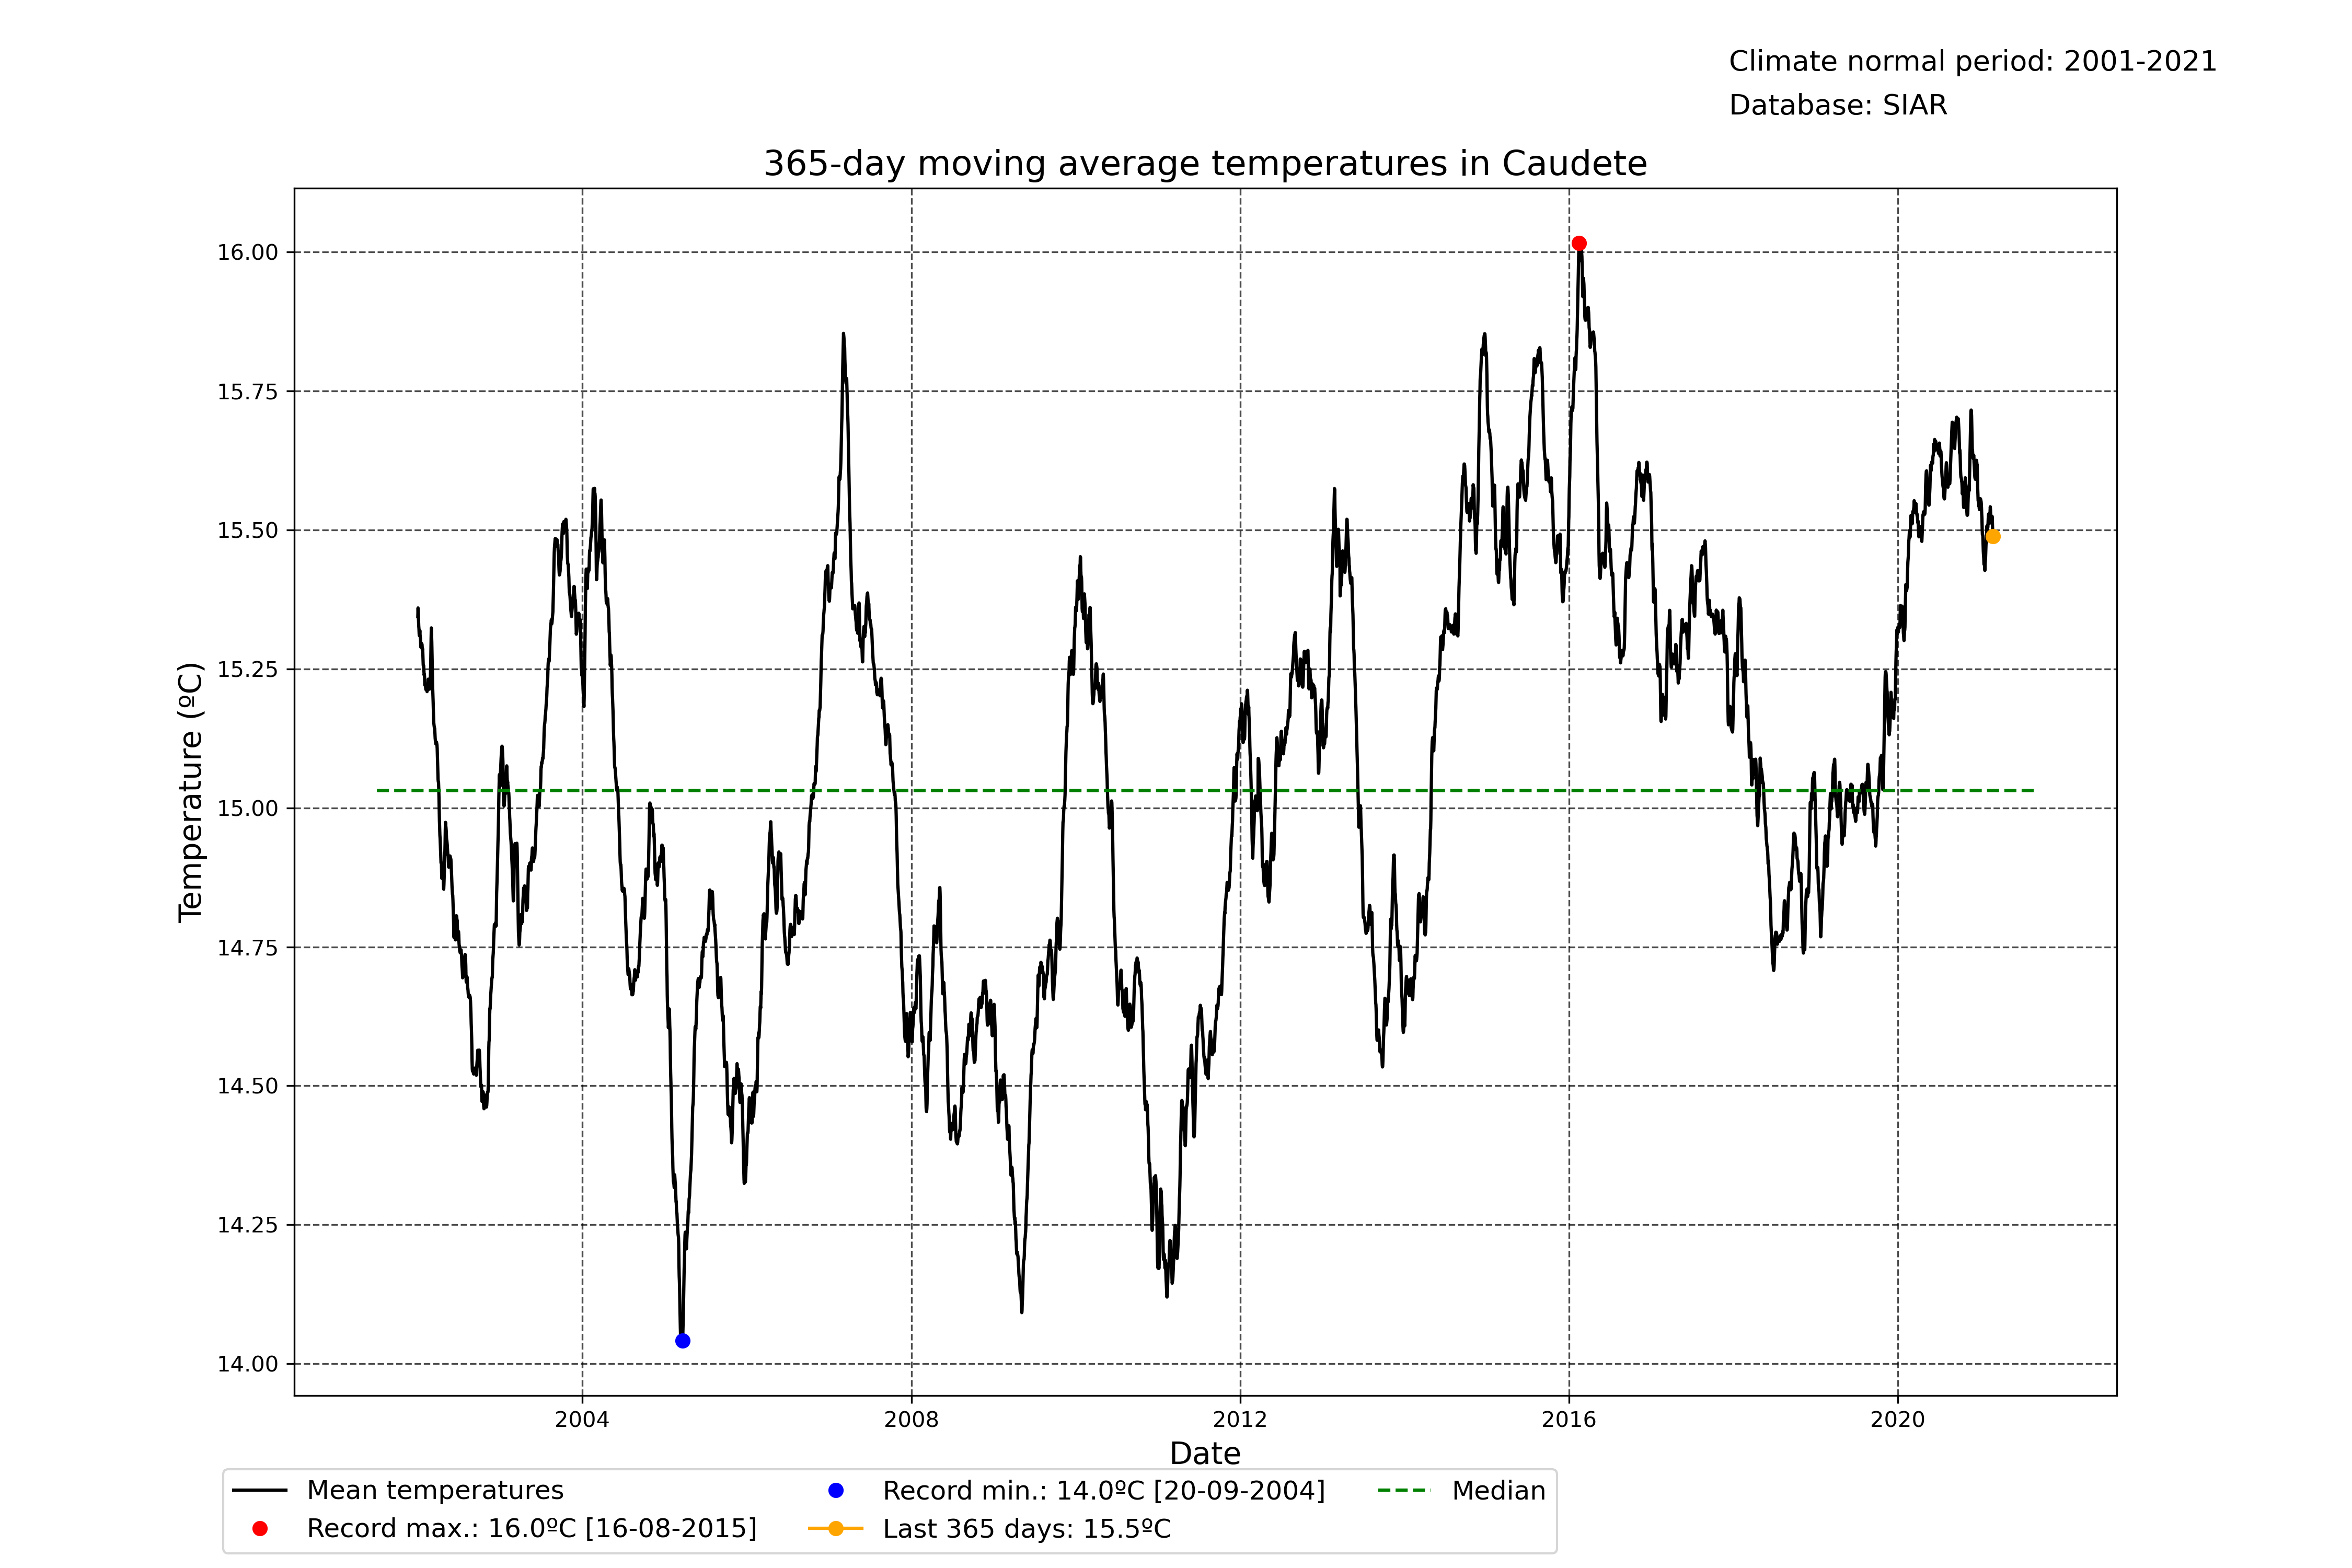 Climate normal period: 2001-2021
Database: SIAR
365-day moving average temperatures in Caudete
16.00
15.75
15.50
15.25
15.00
14.75
14.50
14.25
14.00
Temperature (ºC)
2004 2008 2012 2016 2020
Date
Mean temperatures
Record max.: 16.0ºC [16-08-2015]
Record min.: 14.0ºC [20-09-2004]
Last 365 days: 15.5ºC
Median